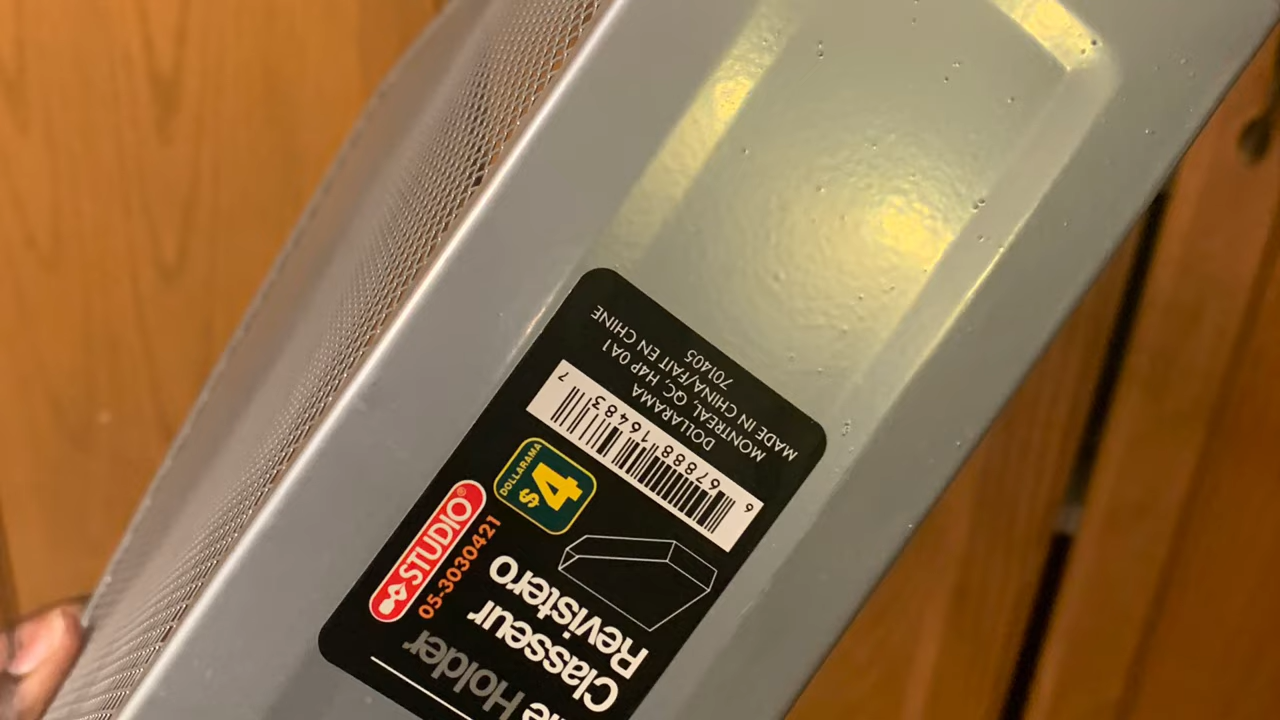 Holder
Classeur
Revistero
STUDIO®
05-3030421
DOLLARAMA
$4
6 67888 16483 7
DOLLARAMA
MONTREAL, QC, H4P 0A1
MADE IN CHINA/FAIT EN CHINE
701405